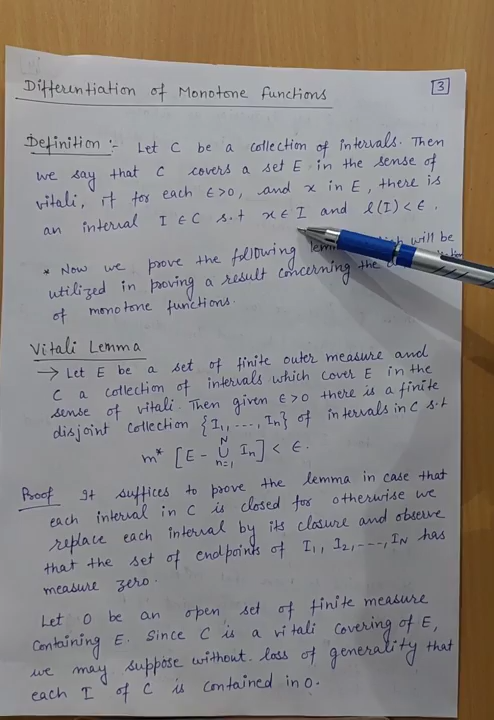 Differentiation of Monotone Functions
3
Definition :- Let C be a collection of intervals. Then
we say that C covers a set E in the sense of
vitali, if for each ε>0, and x in E, there is
an interval I ∈ C s.t x ∈ I and l(I) < ε.
* Now we prove the following which will be
utilized in proving a result concerning the
of monotone functions.
Vitali Lemma
→ Let E be a set of finite outer measure and
C a collection of intervals which cover E in the
sense of vitali. Then given ε>0 there is a finite
disjoint collection {I₁, ---, Iₙ} of intervals in C s.t
m* [E - ∪ᴺₙ₌₁ Iₙ] < ε.
Proof It suffices to prove the lemma in case that
each interval in C is closed for otherwise we
replace each interval by its closure and observe
that the set of endpoints of I₁, I₂, ---, I_N has
measure zero.
Let O be an open set of finite measure
containing E. Since C is a vitali covering of E,
we may suppose without loss of generality that
each I of C is contained in O.